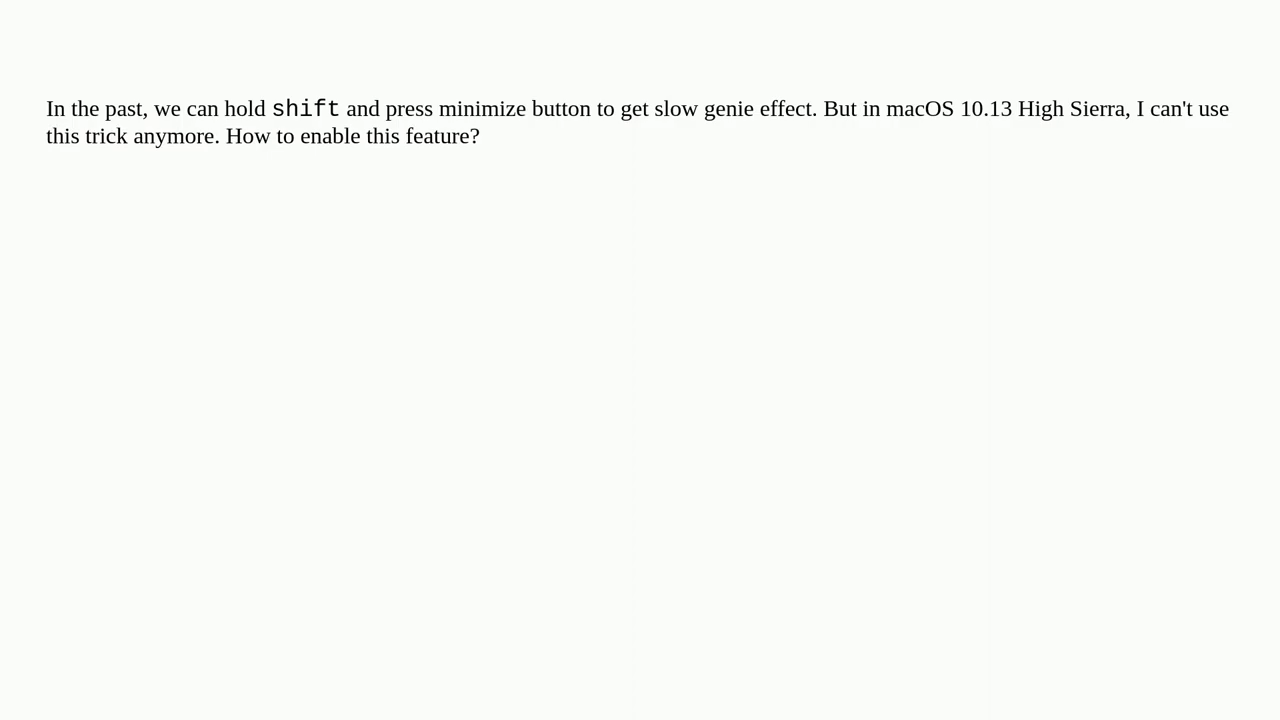 In the past, we can hold shift and press minimize button to get slow genie effect. But in macOS 10.13 High Sierra, I can't use
this trick anymore. How to enable this feature?